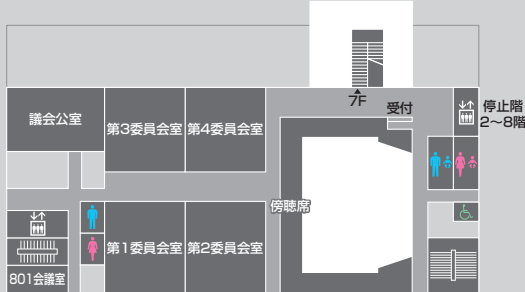 7F
受付
停止階
2〜8階
議会公室
第3委員会室
第4委員会室
傍聴席
第1委員会室
第2委員会室
801会議室